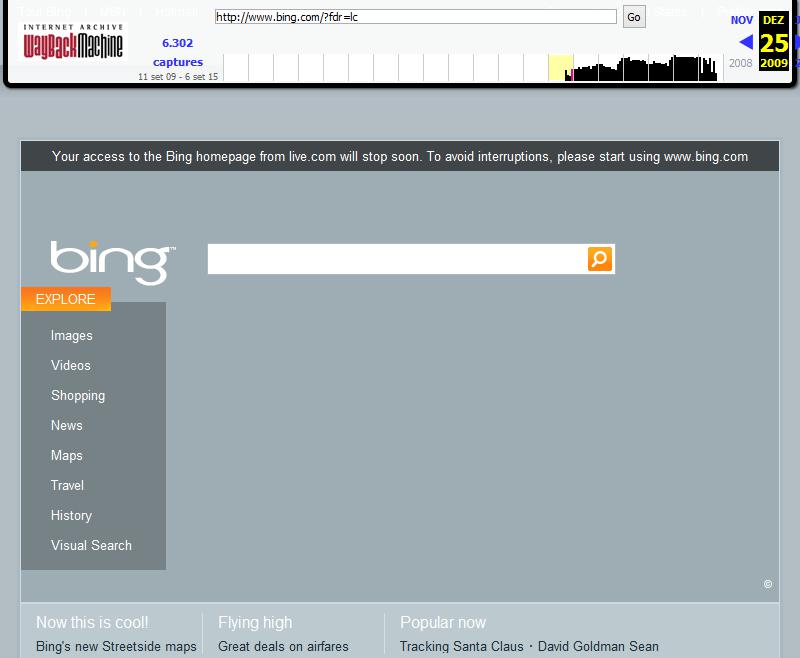 INTERNET ARCHIVE
WayBackMachine
http://www.bing.com/?fdr=lc
Go
6.302
captures
11 set 09 - 6 set 15
NOV
DEZ
25
2008
2009
Your access to the Bing homepage from live.com will stop soon. To avoid interruptions, please start using www.bing.com
bing™
EXPLORE
Images
Videos
Shopping
News
Maps
Travel
History
Visual Search
©
Now this is cool!
Flying high
Popular now
Bing's new Streetside maps
Great deals on airfares
Tracking Santa Claus · David Goldman Sean